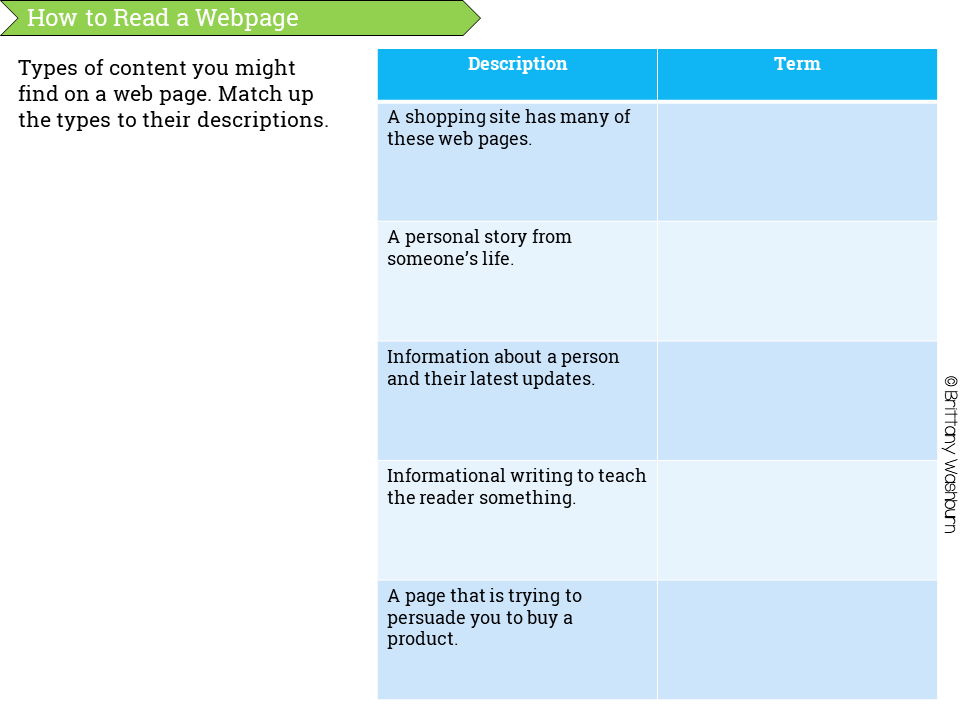 How to Read a Webpage
Types of content you might
find on a web page. Match up
the types to their descriptions.
Description
Term
A shopping site has many of
these web pages.
A personal story from
someone’s life.
Information about a person
and their latest updates.
Informational writing to teach
the reader something.
A page that is trying to
persuade you to buy a
product.
© Brittany Washburn